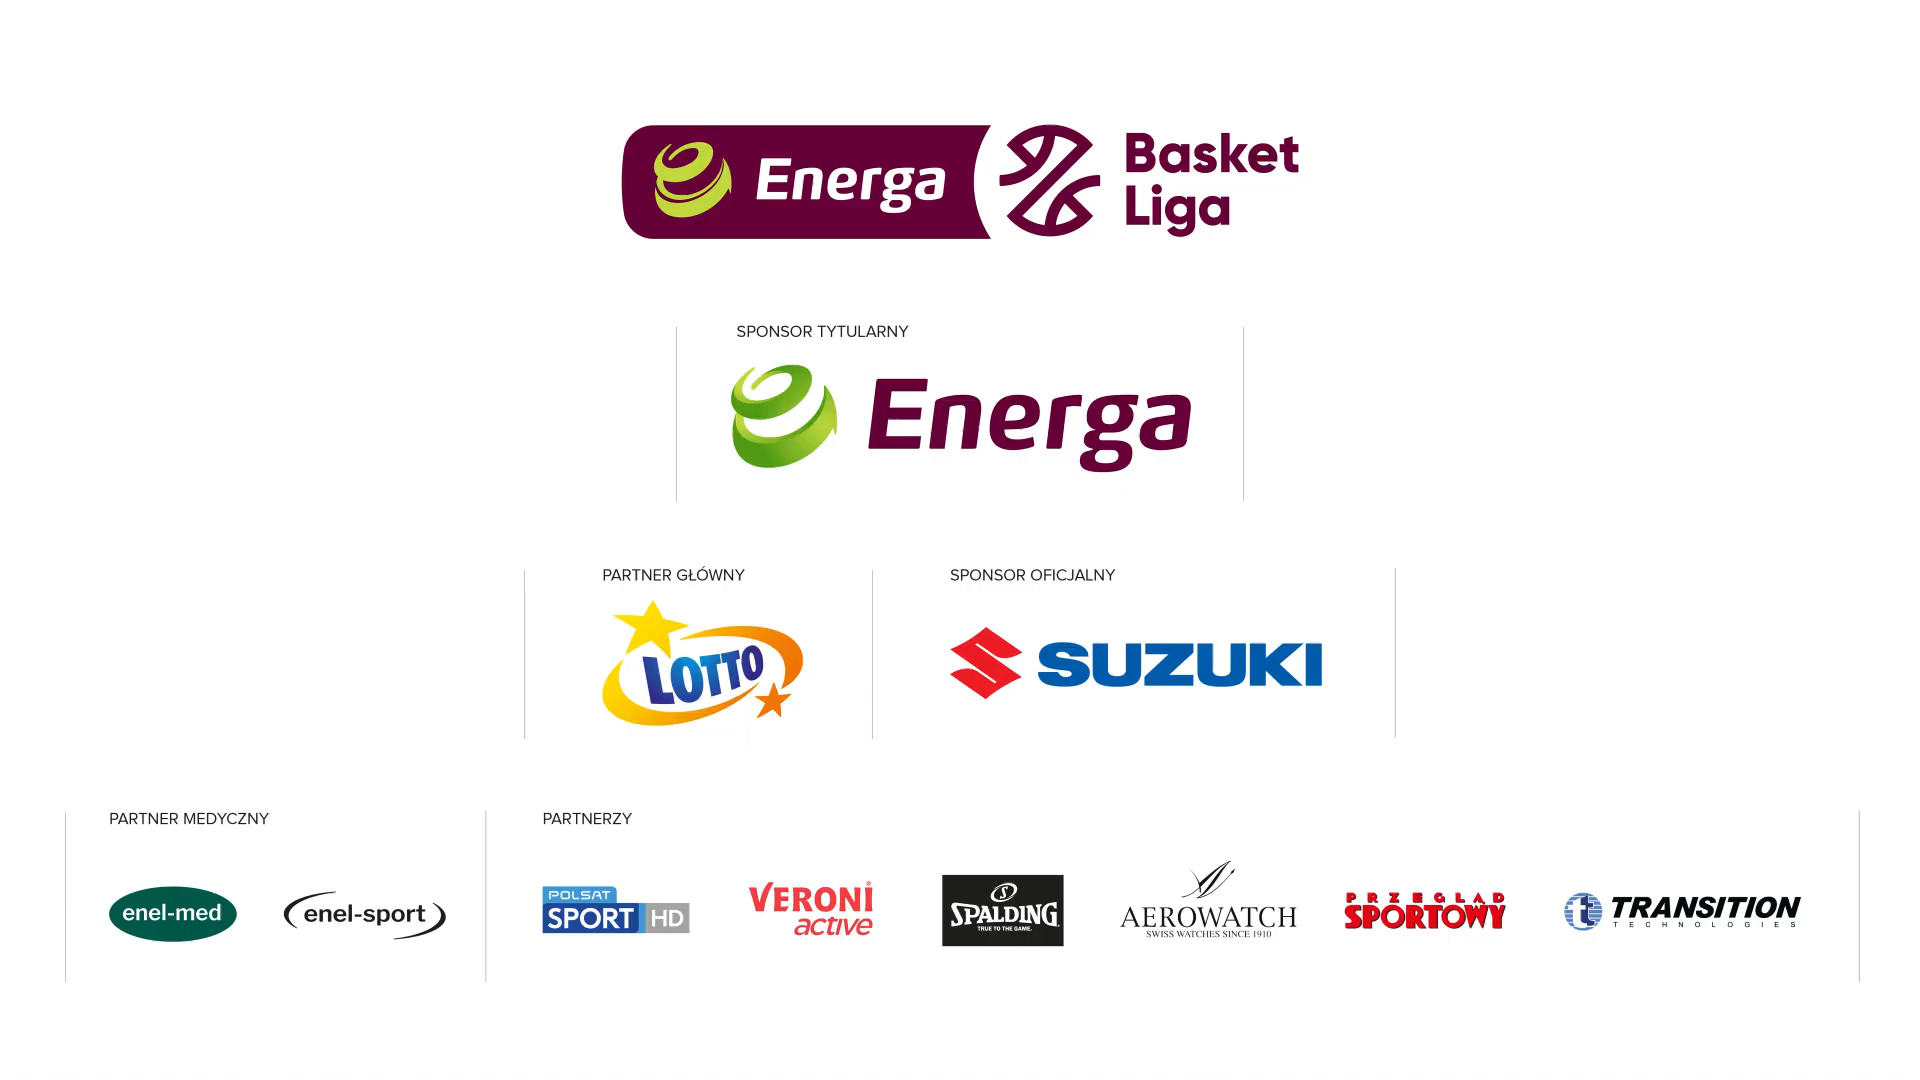 Energa
Basket
Liga
SPONSOR TYTULARNY
Energa
PARTNER GŁÓWNY
SPONSOR OFICJALNY
LOTTO
SUZUKI
PARTNER MEDYCZNY
PARTNERZY
enel-med
enel-sport
POLSAT
SPORT HD
VERONI®
active
S
SPALDING
TRUE TO THE GAME.
AEROWATCH
SWISS WATCHES SINCE 1910
PRZEGLĄD
SPORTOWY
t TRANSITION
TECHNOLOGIES